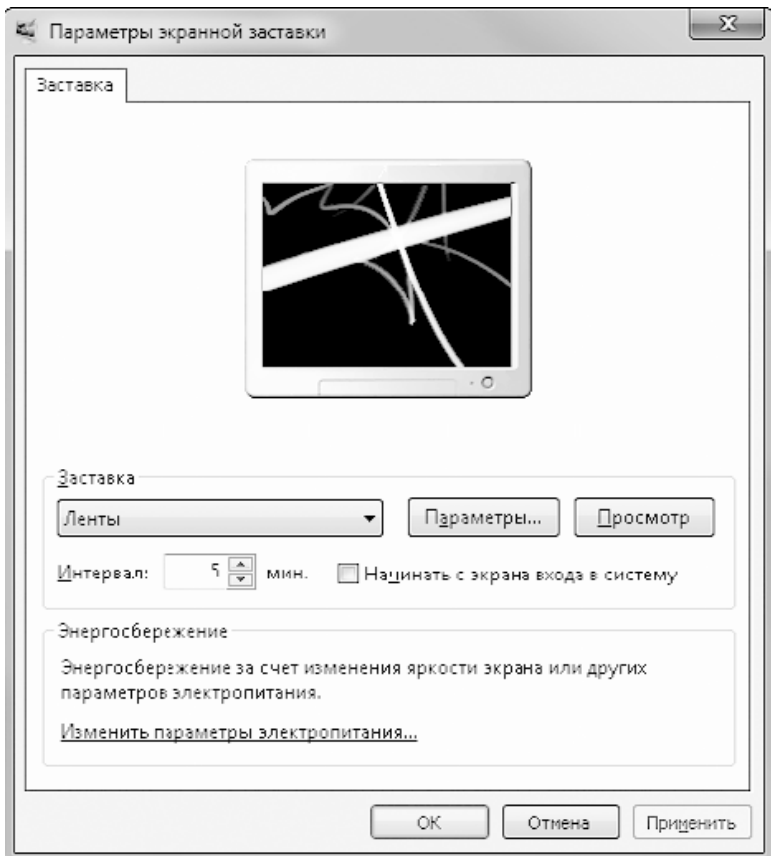 Параметры экранной заставки
Заставка
Заставка
Ленты
Параметры...
Просмотр
Интервал: 5 мин.
Начинать с экрана входа в систему
Энергосбережение
Энергосбережение за счет изменения яркости экрана или других
параметров электропитания.
Изменить параметры электропитания...
ОК
Отмена
Применить